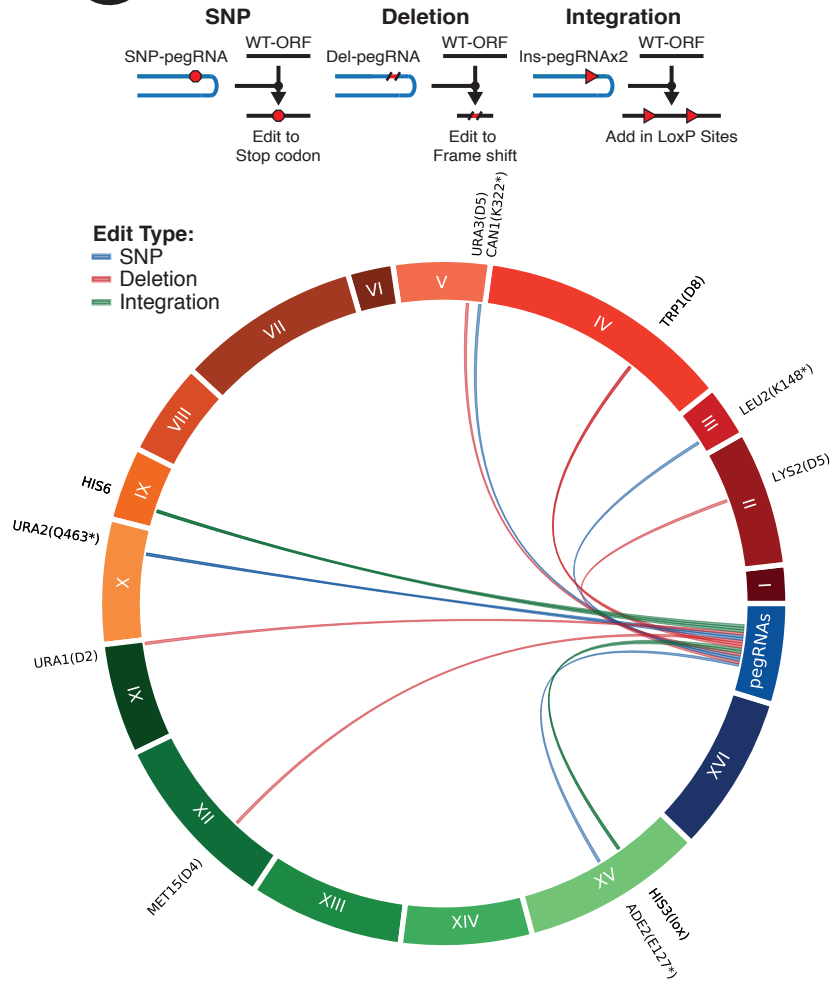 SNP
Deletion
Integration
SNP-pegRNA
WT-ORF
Del-pegRNA
WT-ORF
Ins-pegRNAx2
WT-ORF
Edit to
Stop codon
Edit to
Frame shift
Add in LoxP Sites
Edit Type:
SNP
Deletion
Integration
URA3(D5)
CAN1(K322*)
TRP1(D8)
LEU2(K148*)
LYS2(D5)
HIS6
URA2(Q463*)
URA1(D2)
MET15(D4)
HIS3(lox)
ADE2(E127*)
V
IV
III
II
I
pegRNAs
XVI
XV
XIV
XIII
XII
IX
X
IX
VIII
VII
VI